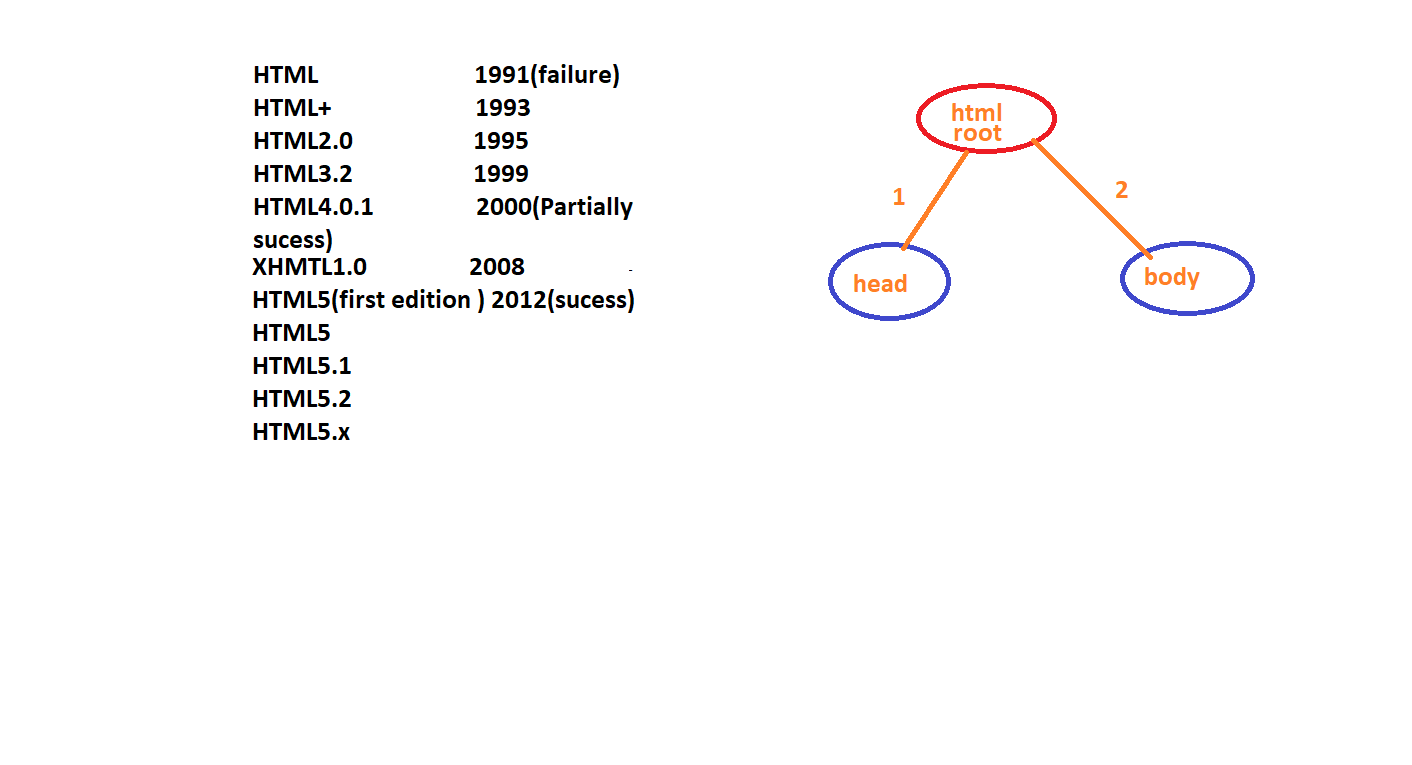 HTML 1991(failure)
HTML+ 1993
HTML2.0 1995
HTML3.2 1999
HTML4.0.1 2000(Partially
sucess)
XHMTL1.0 2008 -
HTML5(first edition ) 2012(sucess)
HTML5
HTML5.1
HTML5.2
HTML5.x
html
root
1
2
head
body